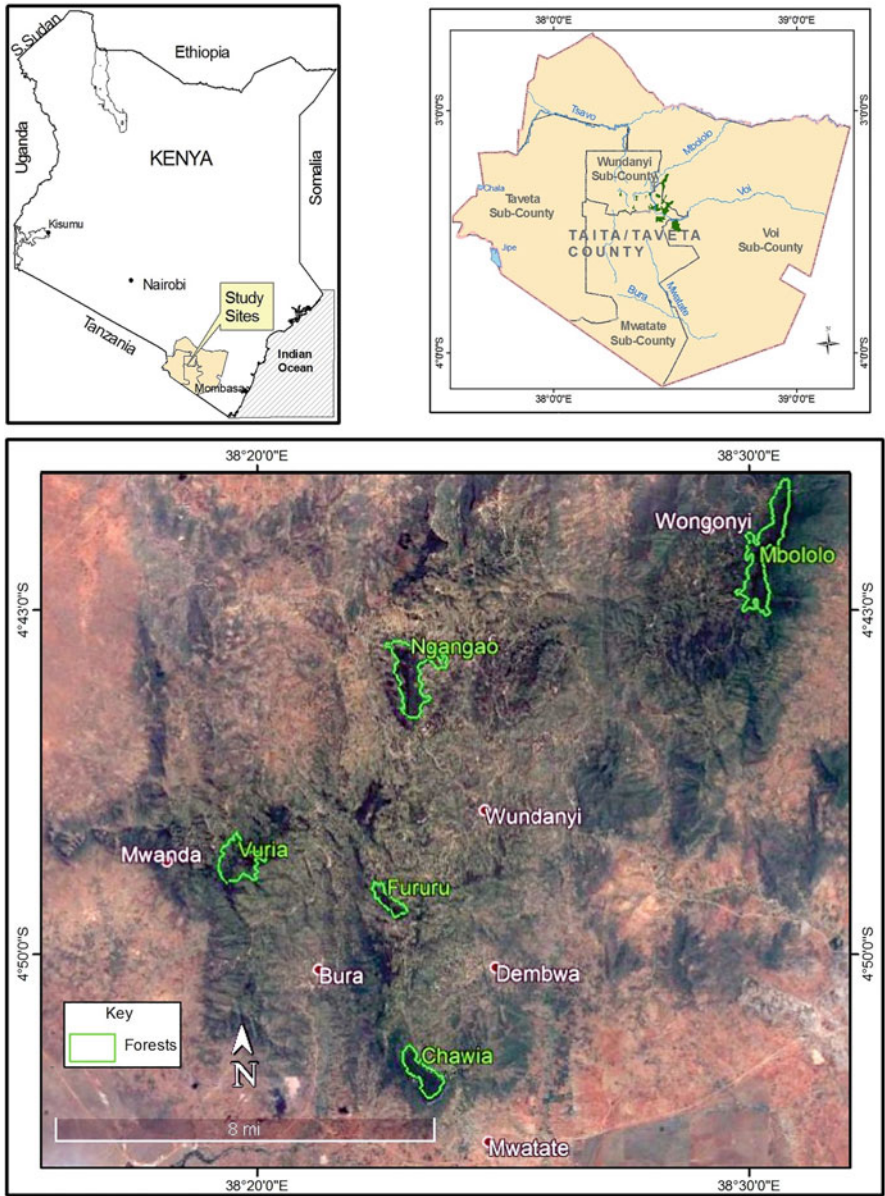 S.Sudan
Ethiopia
Uganda
KENYA
Somalia
Kisumu
Nairobi
Study
Sites
Tanzania
Indian
Ocean
Mombasa
38°0'0"E
39°0'0"E
3°0'0"S
3°0'0"S
Tsavo
Mbololo
Wundanyi
Sub-County
Chala
Taveta
Sub-County
Voi
TAITA/TAVETA
COUNTY
Voi
Sub-County
Jipe
Bura
Mwatate
Mwatate
Sub-County
4°0'0"S
4°0'0"S
38°0'0"E
39°0'0"E
38°20'0"E
38°30'0"E
Wongonyi
Mbololo
4°43'0"S
4°43'0"S
Ngangao
Wundanyi
Mwanda
Vuria
Fururu
4°50'0"S
4°50'0"S
Bura
Dembwa
Key
Forests
N
Chawia
8 mi
Mwatate
38°20'0"E
38°30'0"E